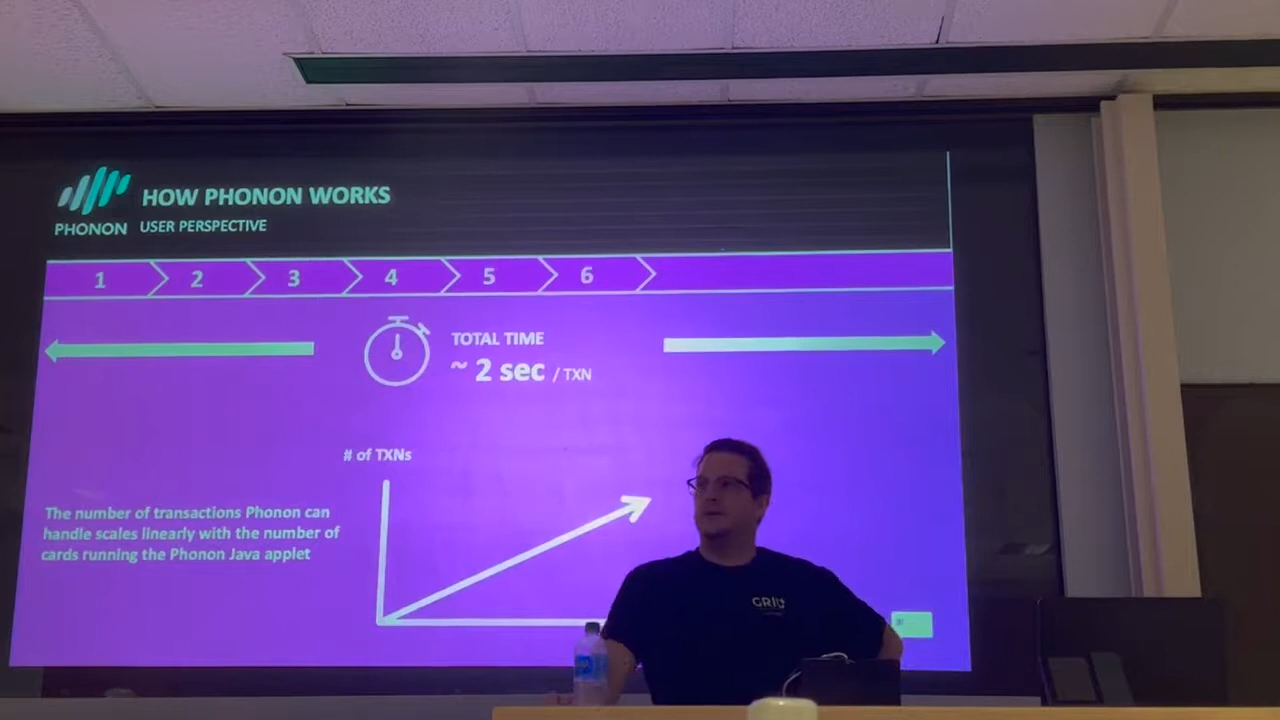 HOW PHONON WORKS
PHONON
USER PERSPECTIVE
1 2 3 4 5 6
TOTAL TIME
~ 2 sec / TXN
# of TXNs
The number of transactions Phonon can
handle scales linearly with the number of
cards running the Phonon Java applet